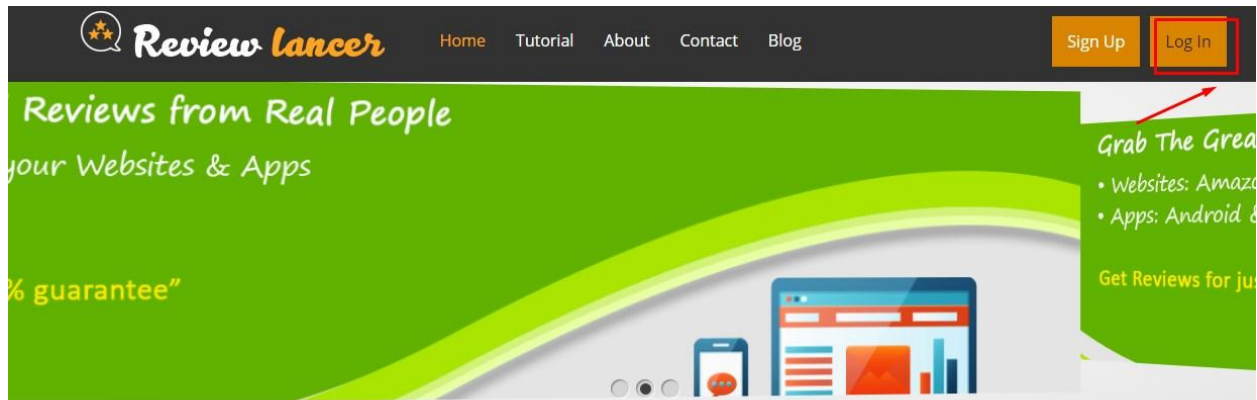 Review lancer
Home Tutorial About Contact Blog
Sign Up Log In
Reviews from Real People
your Websites & Apps
% guarantee”
Grab The Grea
• Websites: Amazo
• Apps: Android &
Get Reviews for jus